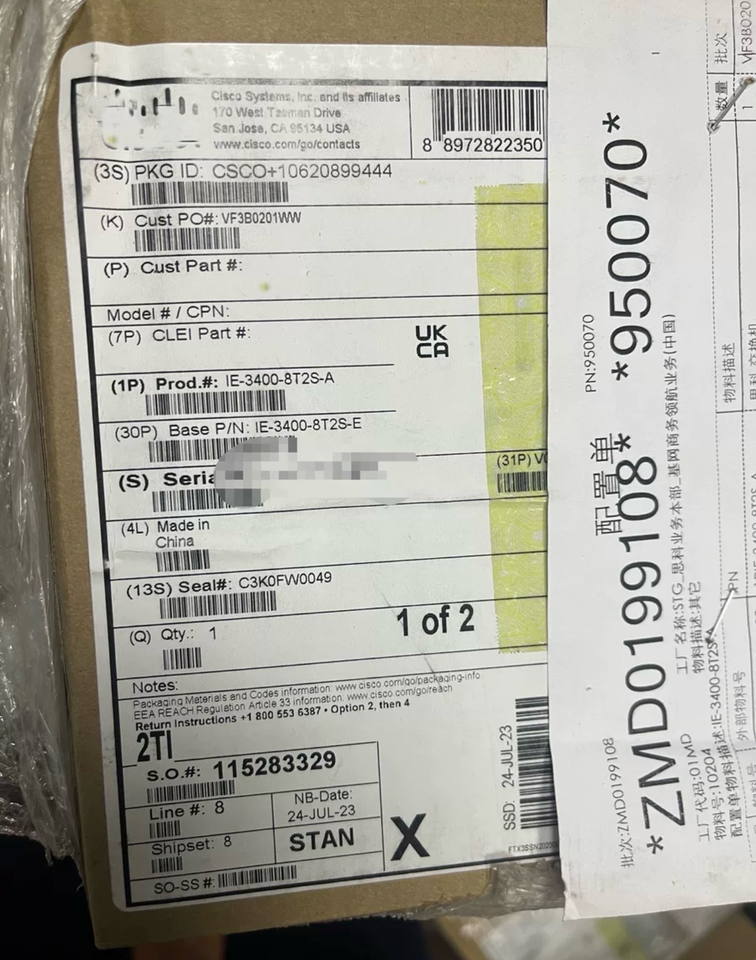 Cisco Systems, Inc. and its affiliates
170 West Tasman Drive
San Jose, CA 95134 USA
www.cisco.com/go/contacts
8 8972822350
(3S) PKG ID: CSCO+10620899444
(K) Cust PO#: VF3B0201WW
(P) Cust Part #:
Model # / CPN:
(7P) CLEI Part #:
UK
CA
(1P) Prod.#: IE-3400-8T2S-A
(30P) Base P/N: IE-3400-8T2S-E
(S) Seria
(31P)
(4L) Made in
China
(13S) Seal#: C3K0FW0049
(Q) Qty.: 1
1 of 2
Notes:
Packaging Materials and Codes information: www.cisco.com/go/packaging-info
EEA REACH Regulation Article 33 information: www.cisco.com/go/reach
Return Instructions +1 800 553 6387 • Option 2, then 4
2TI
S.O.#: 115283329
Line #: 8
NB-Date:
24-JUL-23
Shipset: 8
STAN
X
SO-SS #:
SSD: 24-JUL-23
配置单
PN:950070
*ZMD0199108* *950070*
批次:ZMD0199108
工厂代码:01MD
工厂名称:STG_思科业务本部_基网商务领航业务(中国)
物料号:10204
物料描述:其它
配置单物料描述:IE-3400-8T2S-A
外部物料号
PN
物料描述
数量
批次
1
VF3B020